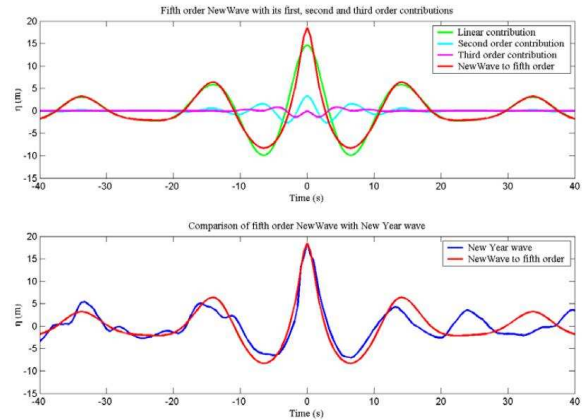 Fifth order NewWave with its first, second and third order contributions
20
15
10
5
0
-5
-10
-15
η (m)
Linear contribution
Second order contribution
Third order contribution
NewWave to fifth order
-40 -30 -20 -10 0 10 20 30 40
Time (s)
Comparison of fifth order NewWave with New Year wave
20
15
10
5
0
-5
-10
-15
η (m)
New Year wave
NewWave to fifth order
-40 -30 -20 -10 0 10 20 30 40
Time (s)